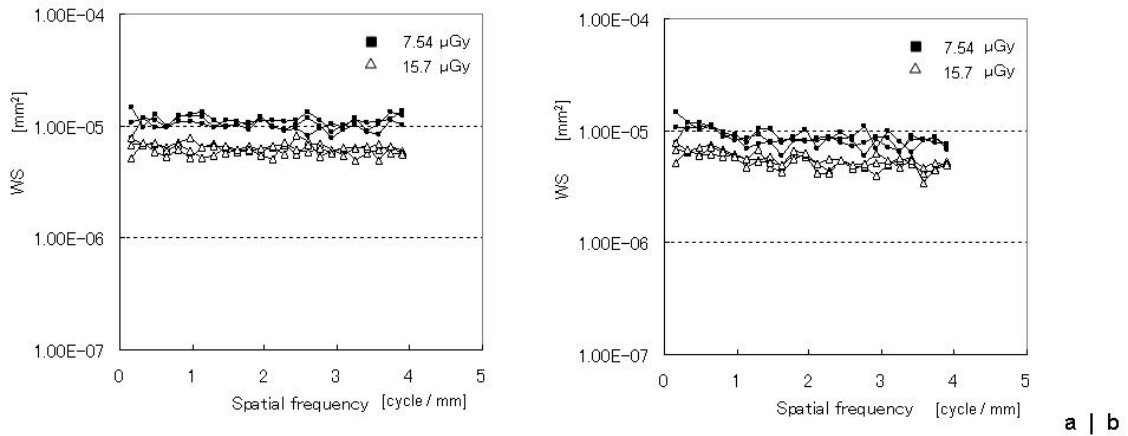 1.00E-04
■ 7.54 μGy
△ 15.7 μGy
[mm²]
1.00E-05
WS
1.00E-06
1.00E-07
0 1 2 3 4 5
Spatial frequency [cycle / mm]
1.00E-04
■ 7.54 μGy
△ 15.7 μGy
[mm²]
1.00E-05
WS
1.00E-06
1.00E-07
0 1 2 3 4 5
Spatial frequency [cycle / mm]
a | b